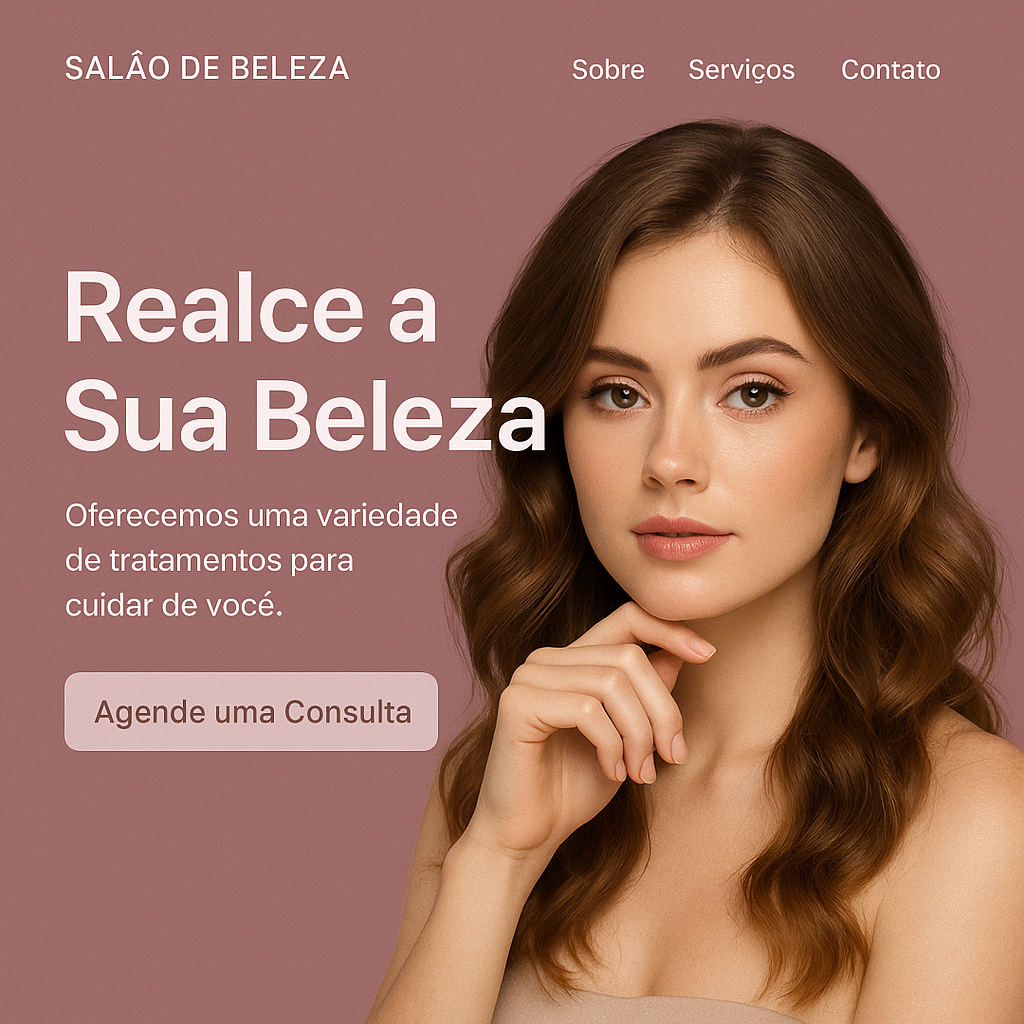 SALÂO DE BELEZA
Sobre Serviços Contato
Realce a
Sua Beleza
Oferecemos uma variedade
de tratamentos para
cuidar de vocé.
Agende uma Consulta